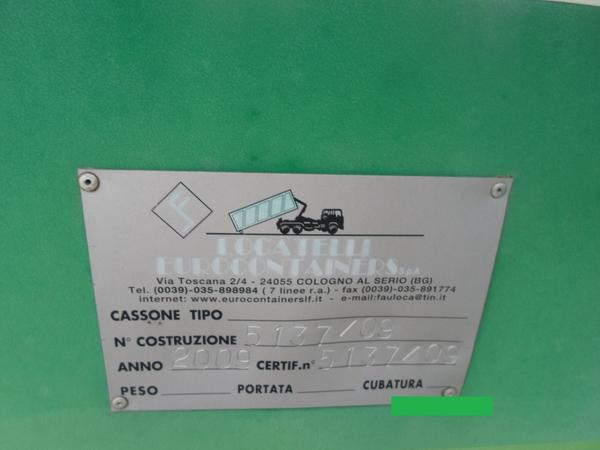 LOCATELLI
EUROCONTAINERS S.p.A
Via Toscana 2/4 - 24055 COLOGNO AL SERIO (BG)
Tel. (0039)-035-898984 ( 7 linee r.a.) - fax (0039)-035-891774
internet: www.eurocontainerslf.it - e-mail:fauloca@tin.it
CASSONE TIPO
N° COSTRUZIONE 5137/09
ANNO 2009 CERTIF.n° 5137/09
PESO PORTATA CUBATURA